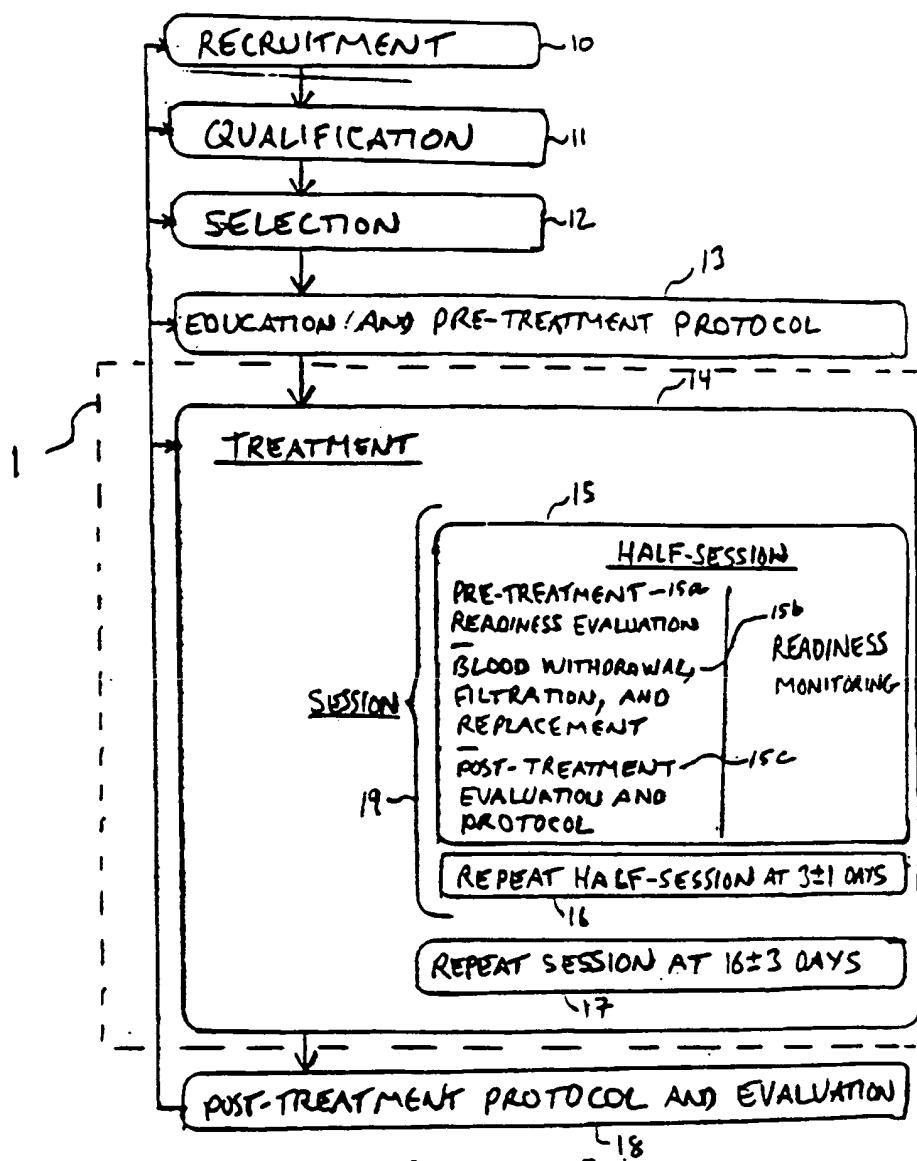 RECRUITMENT 10
QUALIFICATION 11
SELECTION 12
13
EDUCATION AND PRE-TREATMENT PROTOCOL
14
1
TREATMENT
15
HALF-SESSION
PRE-TREATMENT 15a
READINESS EVALUATION
15b
BLOOD WITHDRAWAL,
FILTRATION, AND
REPLACEMENT
READINESS
MONITORING
POST-TREATMENT 15c
EVALUATION AND
PROTOCOL
SESSION
19
REPEAT HALF-SESSION AT 3±1 DAYS
16
REPEAT SESSION AT 16±3 DAYS
17
POST-TREATMENT PROTOCOL AND EVALUATION
18